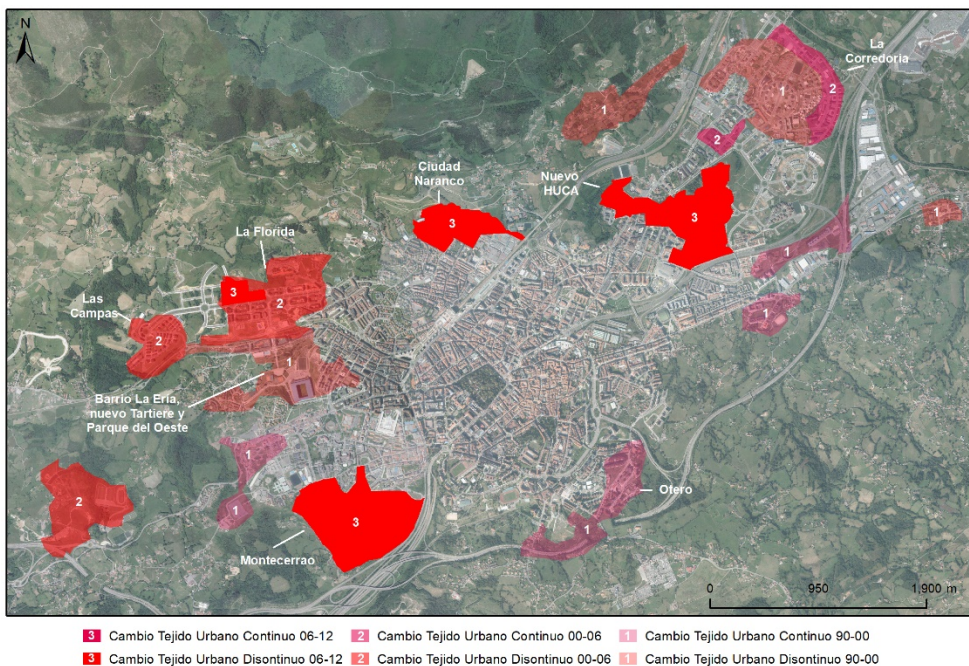 N
La
Corredoria
1
1
2
2
Ciudad
Naranco
Nuevo
HUCA
3
3
1
La Florida
3
2
1
Las
Campas
2
1
1
Barrio La Eria,
nuevo Tartiere y
Parque del Oeste
1
2
1
Otero
3
1
Montecerrao
0 950 1,900 m
3 Cambio Tejido Urbano Continuo 06-12 2 Cambio Tejido Urbano Continuo 00-06 1 Cambio Tejido Urbano Continuo 90-00
3 Cambio Tejido Urbano Disontinuo 06-12 2 Cambio Tejido Urbano Disontinuo 00-06 1 Cambio Tejido Urbano Disontinuo 90-00